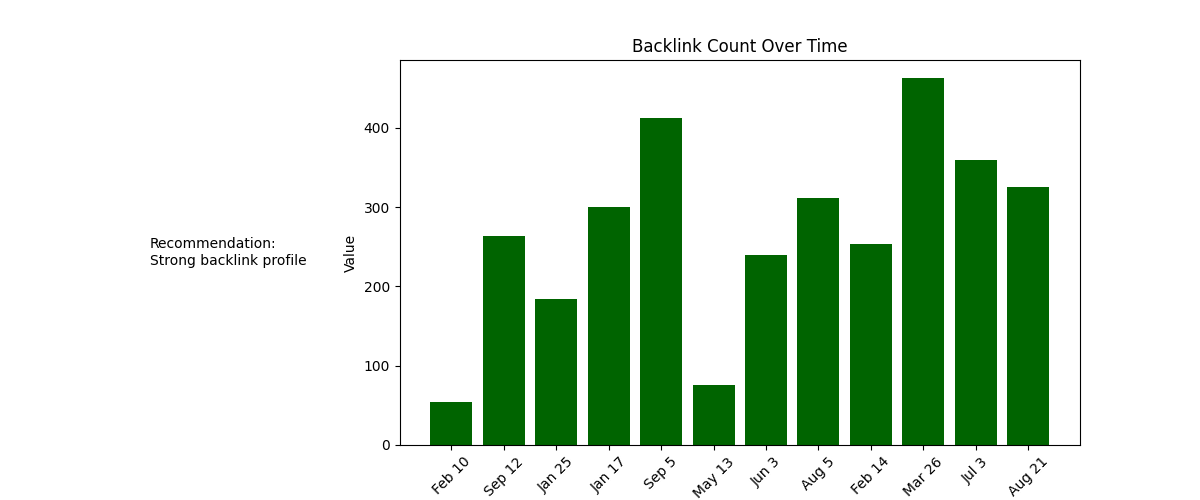 Backlink Count Over Time
Recommendation:
Strong backlink profile
Value
400
300
200
100
0
Feb 10
Sep 12
Jan 25
Jan 17
Sep 5
May 13
Jun 3
Aug 5
Feb 14
Mar 26
Jul 3
Aug 21